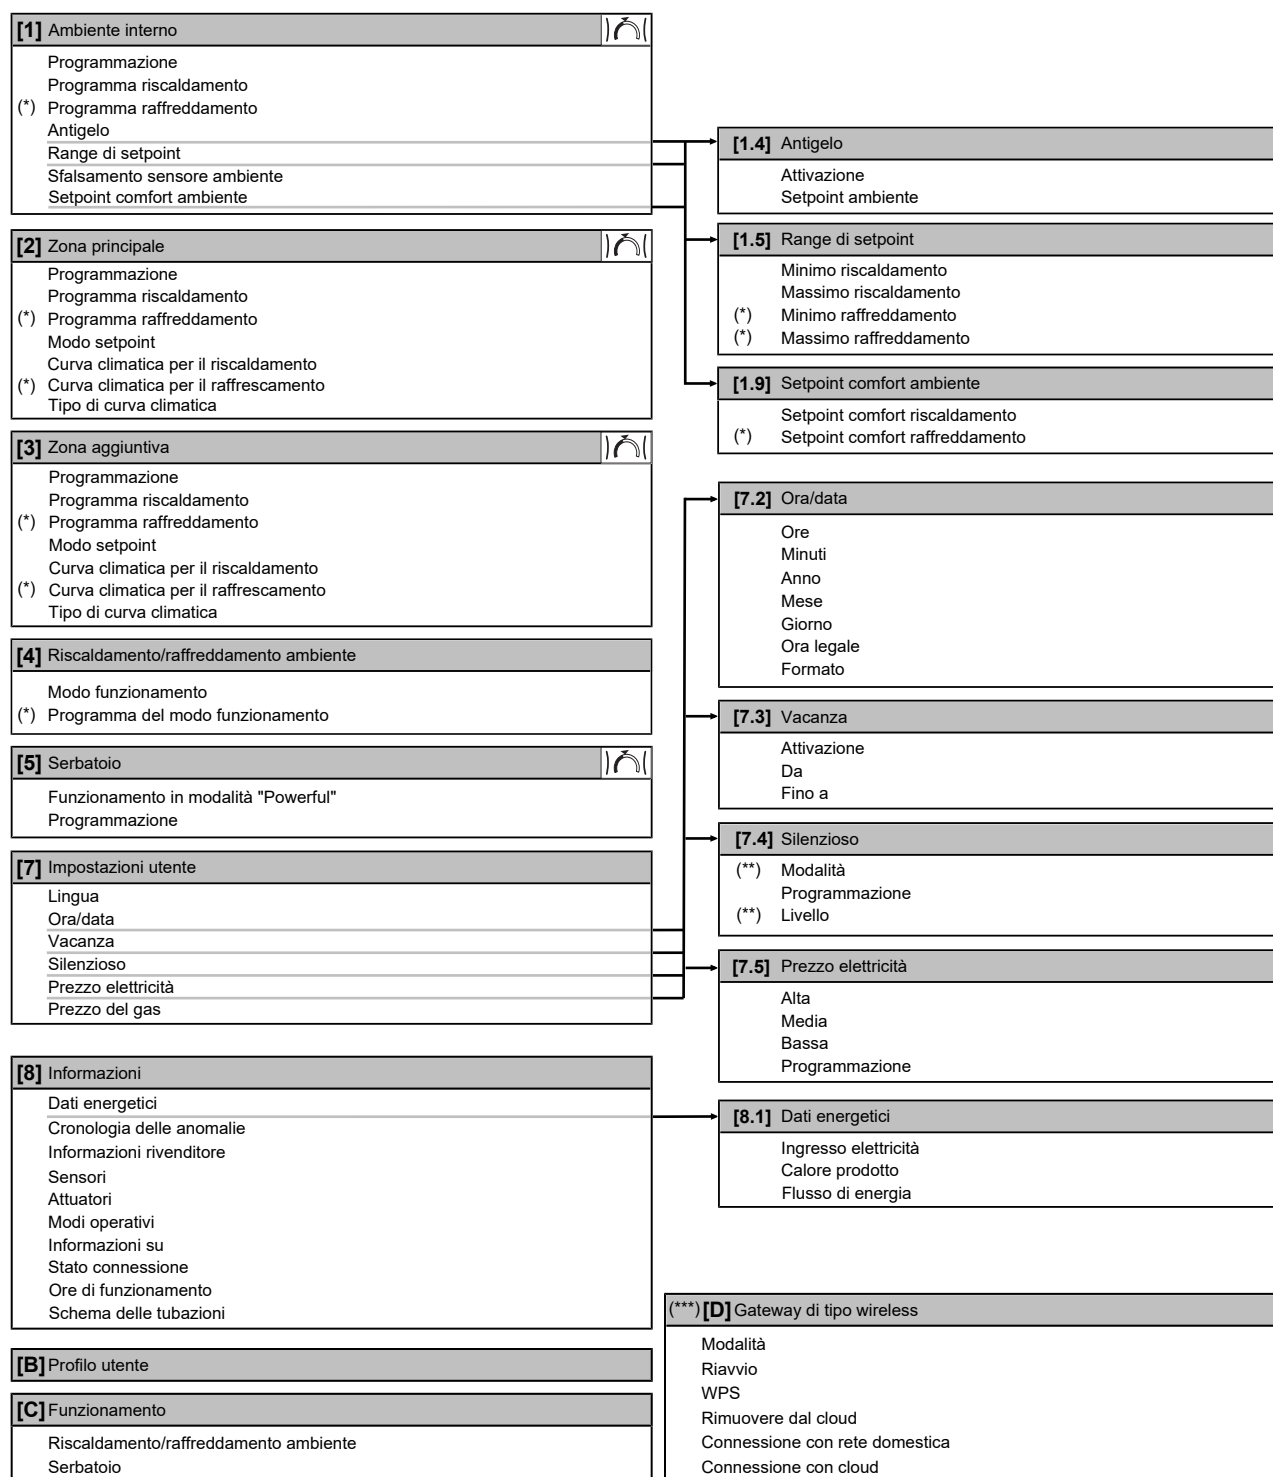 [1] Ambiente interno
Programmazione
Programma riscaldamento
(*) Programma raffreddamento
Antigelo
Range di setpoint
Sfalsamento sensore ambiente
Setpoint comfort ambiente
[2] Zona principale
Programmazione
Programma riscaldamento
(*) Programma raffreddamento
Modo setpoint
Curva climatica per il riscaldamento
(*) Curva climatica per il raffrescamento
Tipo di curva climatica
[3] Zona aggiuntiva
Programmazione
Programma riscaldamento
(*) Programma raffreddamento
Modo setpoint
Curva climatica per il riscaldamento
(*) Curva climatica per il raffrescamento
Tipo di curva climatica
[4] Riscaldamento/raffreddamento ambiente
Modo funzionamento
(*) Programma del modo funzionamento
[5] Serbatoio
Funzionamento in modalità "Powerful"
Programmazione
[7] Impostazioni utente
Lingua
Ora/data
Vacanza
Silenzioso
Prezzo elettricità
Prezzo del gas
[8] Informazioni
Dati energetici
Cronologia delle anomalie
Informazioni rivenditore
Sensori
Attuatori
Modi operativi
Informazioni su
Stato connessione
Ore di funzionamento
Schema delle tubazioni
[B] Profilo utente
[C] Funzionamento
Riscaldamento/raffreddamento ambiente
Serbatoio
[1.4] Antigelo
Attivazione
Setpoint ambiente
[1.5] Range di setpoint
Minimo riscaldamento
Massimo riscaldamento
(*) Minimo raffreddamento
(*) Massimo raffreddamento
[1.9] Setpoint comfort ambiente
Setpoint comfort riscaldamento
(*) Setpoint comfort raffreddamento
[7.2] Ora/data
Ore
Minuti
Anno
Mese
Giorno
Ora legale
Formato
[7.3] Vacanza
Attivazione
Da
Fino a
[7.4] Silenzioso
(**) Modalità
Programmazione
(**) Livello
[7.5] Prezzo elettricità
Alta
Media
Bassa
Programmazione
[8.1] Dati energetici
Ingresso elettricità
Calore prodotto
Flusso di energia
(***) [D] Gateway di tipo wireless
Modalità
Riavvio
WPS
Rimuovere dal cloud
Connessione con rete domestica
Connessione con cloud